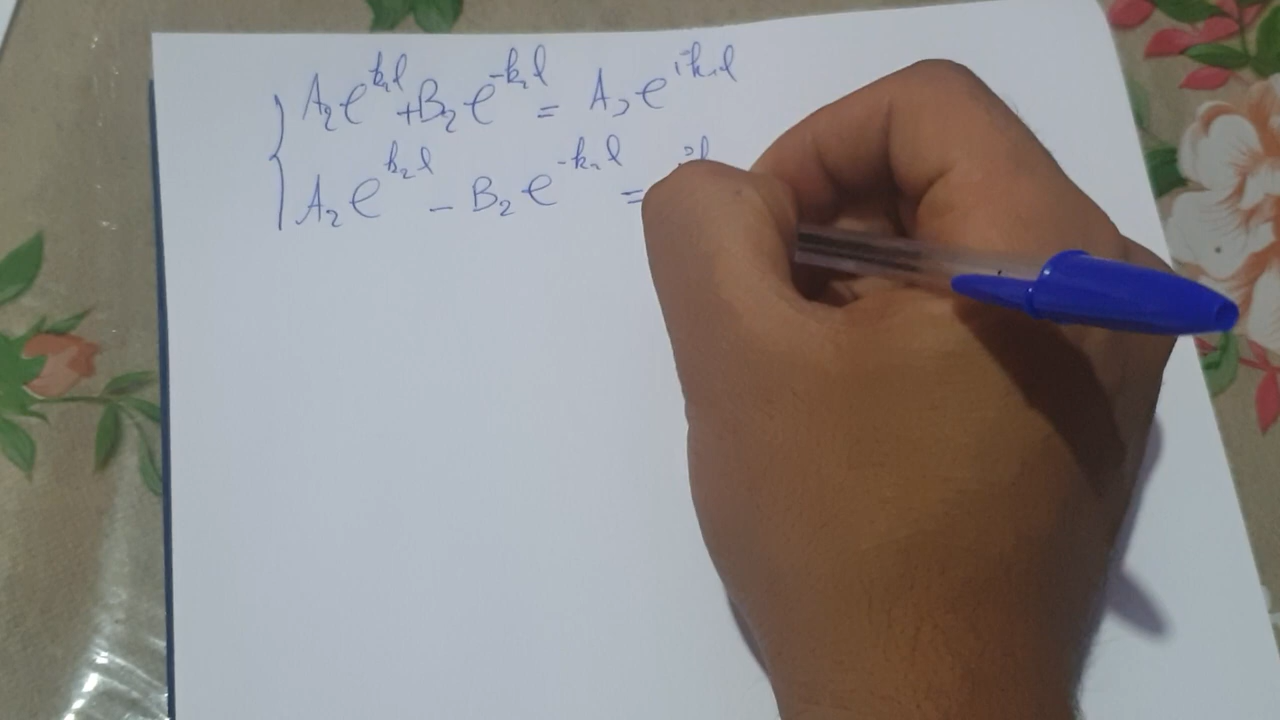 A₂e^{k₂l} + B₂e^{-k₂l} = A₃e^{ik₁l}
A₂e^{k₂l} - B₂e^{-k₂l} =